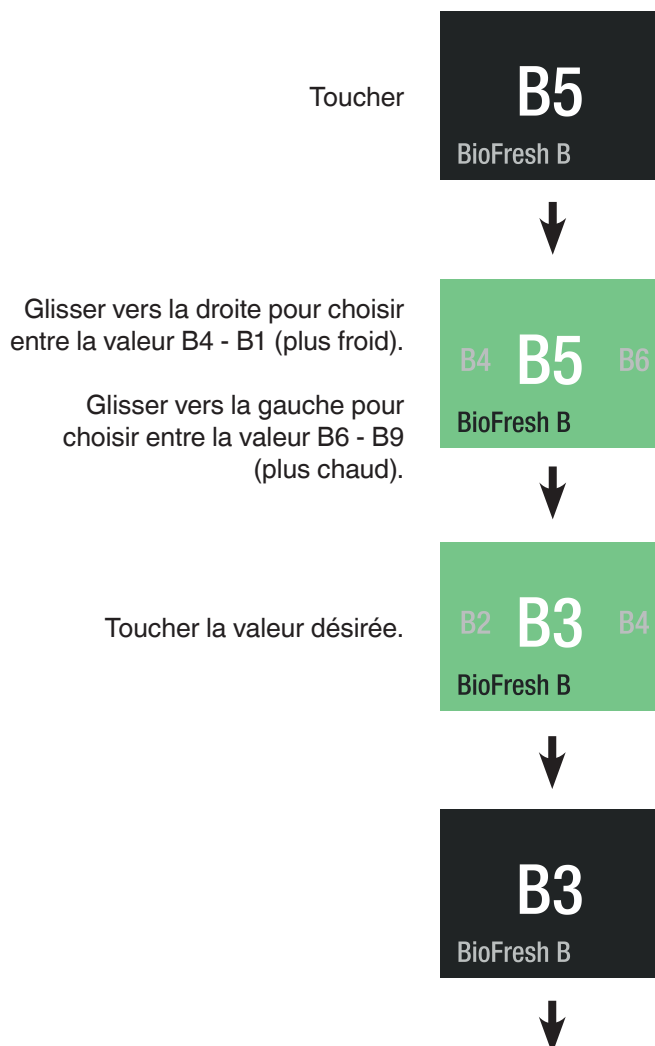 Toucher
B5
BioFresh B
Glisser vers la droite pour choisir
entre la valeur B4 - B1 (plus froid).
Glisser vers la gauche pour
choisir entre la valeur B6 - B9
(plus chaud).
B4 B5 B6
BioFresh B
Toucher la valeur désirée.
B2 B3 B4
BioFresh B
B3
BioFresh B